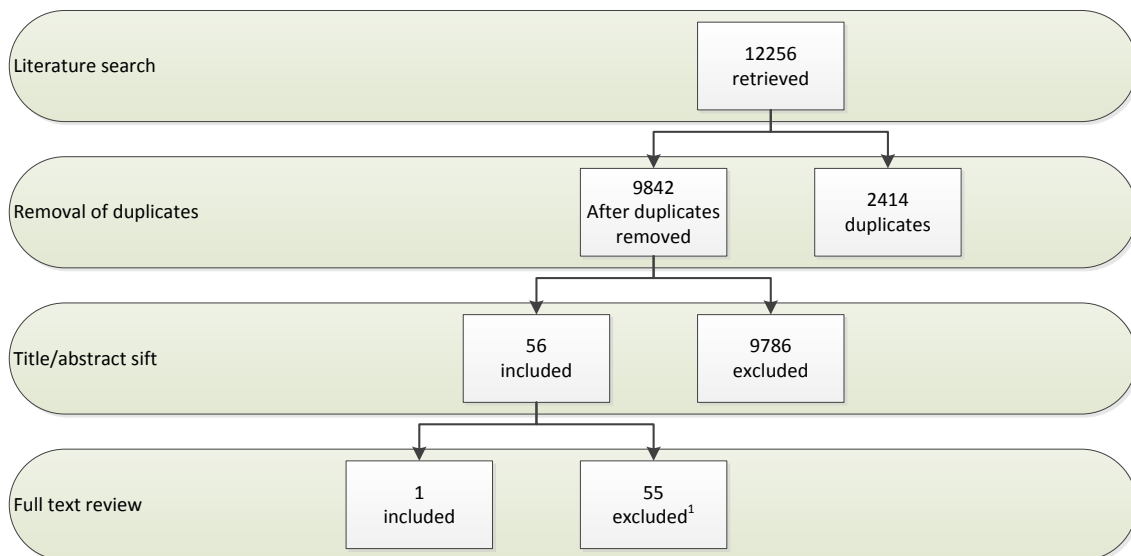 Literature search
12256
retrieved
Removal of duplicates
9842
After duplicates
removed
2414
duplicates
Title/abstract sift
56
included
9786
excluded
Full text review
1
included
55
excluded¹